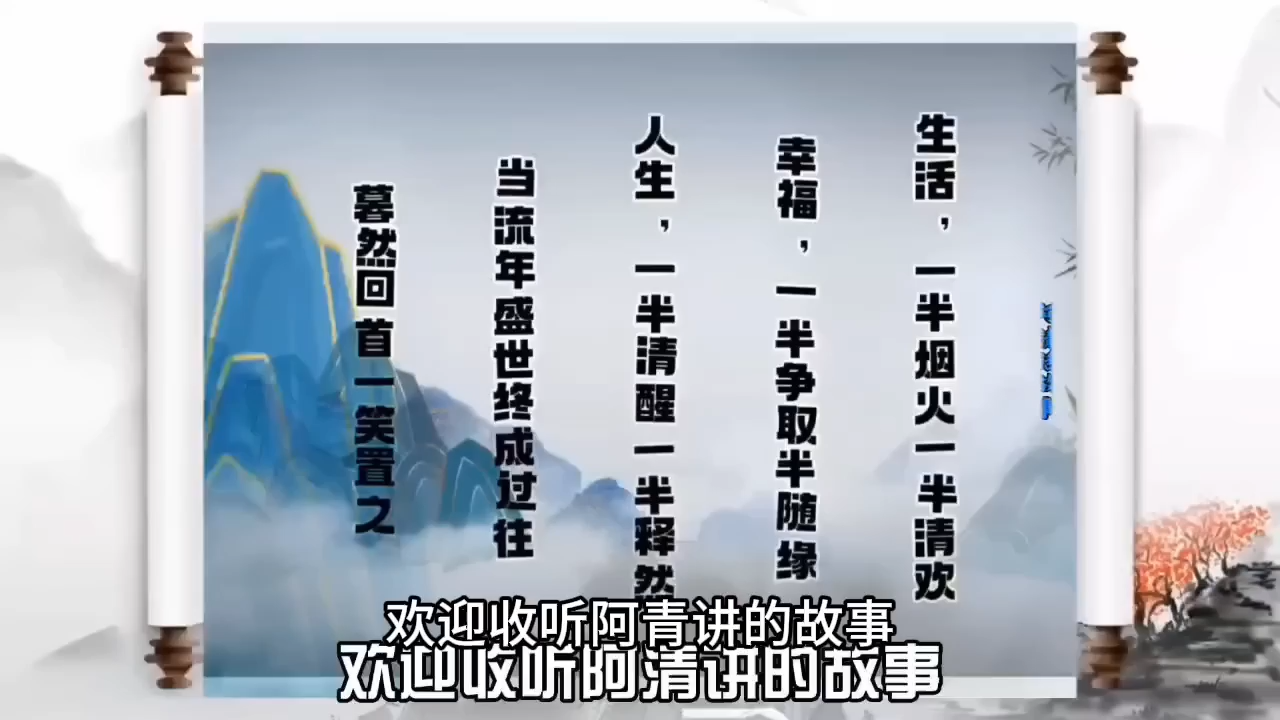 生活，一半烟火一半清欢
幸福，一半争取半随缘
人生，一半清醒一半释然
当流年盛世终成过往
暮然回首一笑置之
欢迎收听阿青讲的故事
欢迎收听阿清讲的故事